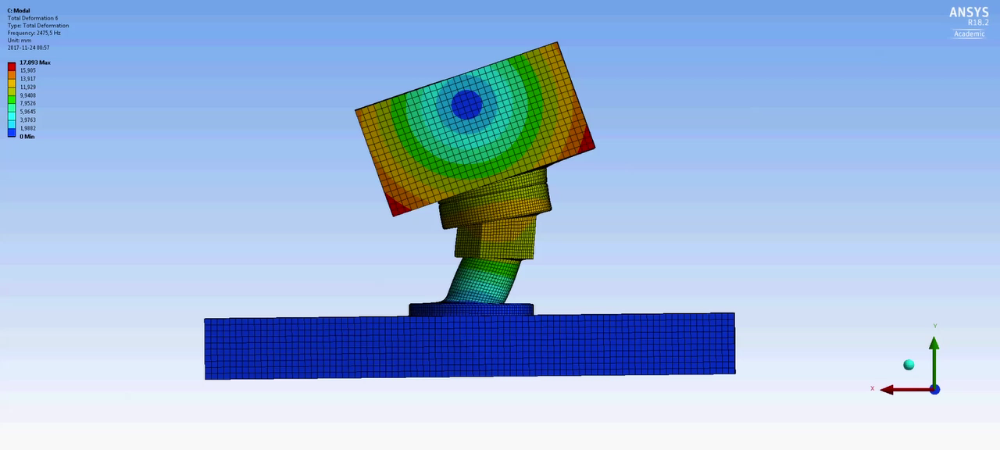 C: Modal
Total Deformation 6
Type: Total Deformation
Frequency: 2475,5 Hz
Unit: mm
2017-11-24 08:57
17,893 Max
15,905
13,917
11,929
9,9408
7,9526
5,9645
3,9763
1,9882
0 Min
ANSYS
R18.2
Academic
Y
X